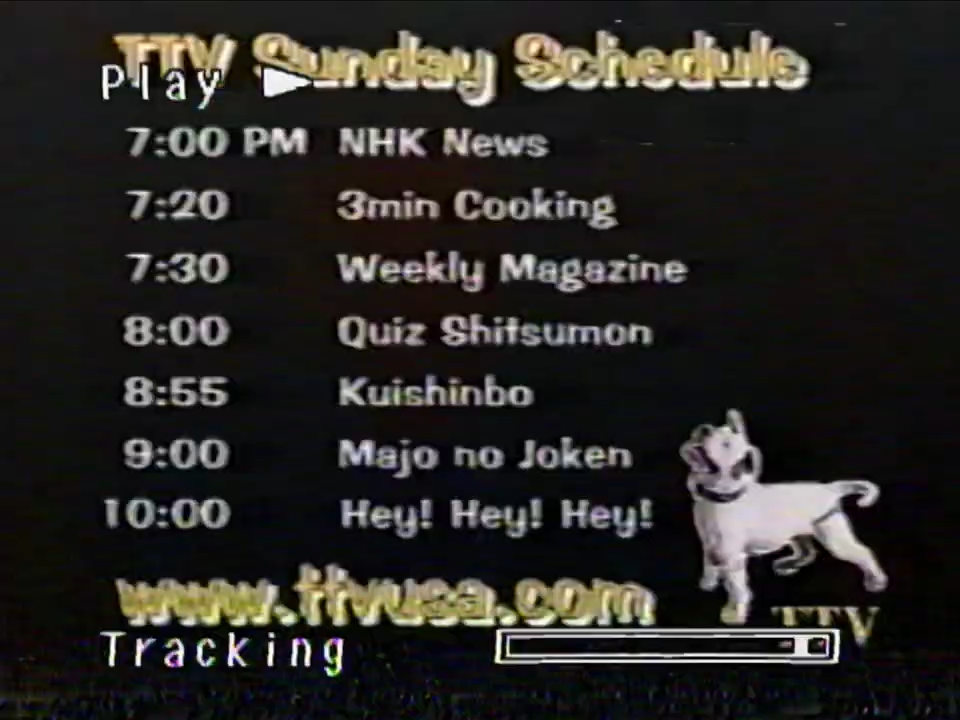 TTV Sunday Schedule
Play
7:00 PM NHK News
7:20 3min Cooking
7:30 Weekly Magazine
8:00 Quiz Shitsumon
8:55 Kuishinbo
9:00 Majo no Joken
10:00 Hey! Hey! Hey!
www.ttvusa.com
TTV
Tracking